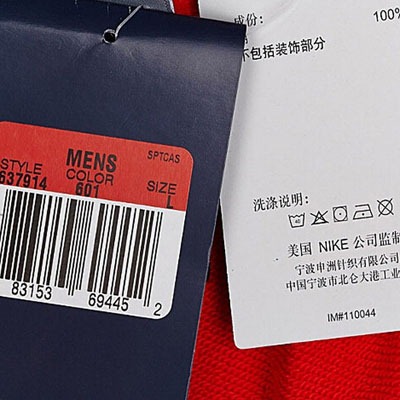 MENS
SPTCAS
STYLE
637914
COLOR
601
SIZE
L
83153
69445
2
成份：
100%
不包括装饰部分
洗涤说明：
美国 NIKE 公司监制
宁波申洲针织有限公
中国宁波市北仑大港工业
IM#110044